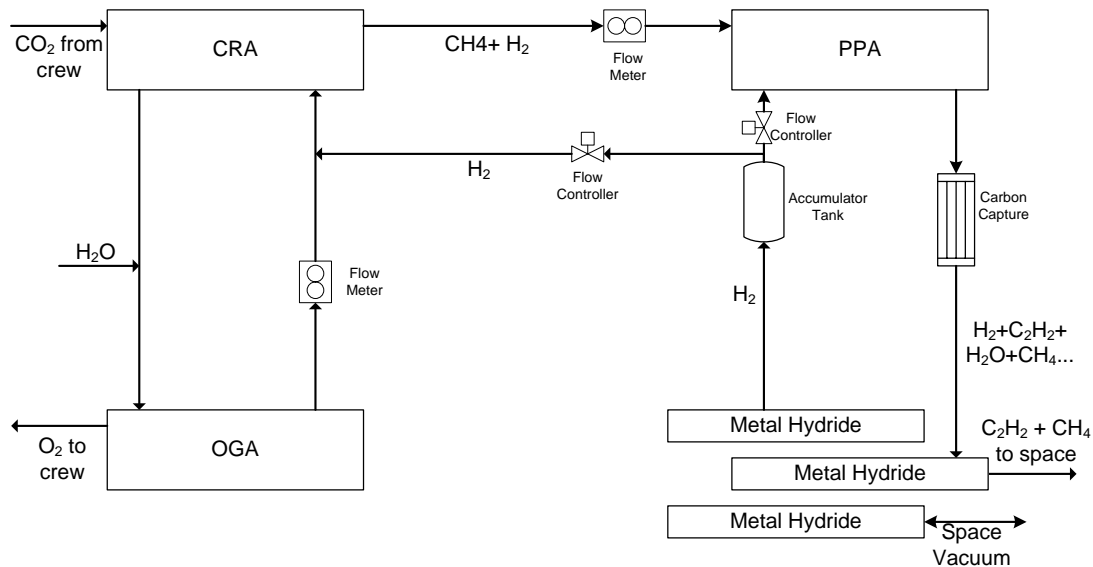 CO₂ from
crew
CRA
CH4+ H₂
Flow
Meter
PPA
Flow
Controller
H₂
Flow
Controller
Accumulator
Tank
Carbon
Capture
H₂O
Flow
Meter
H₂
H₂+C₂H₂+
H₂O+CH₄...
O₂ to
crew
OGA
Metal Hydride
C₂H₂ + CH₄
to space
Metal Hydride
Metal Hydride
Space
Vacuum